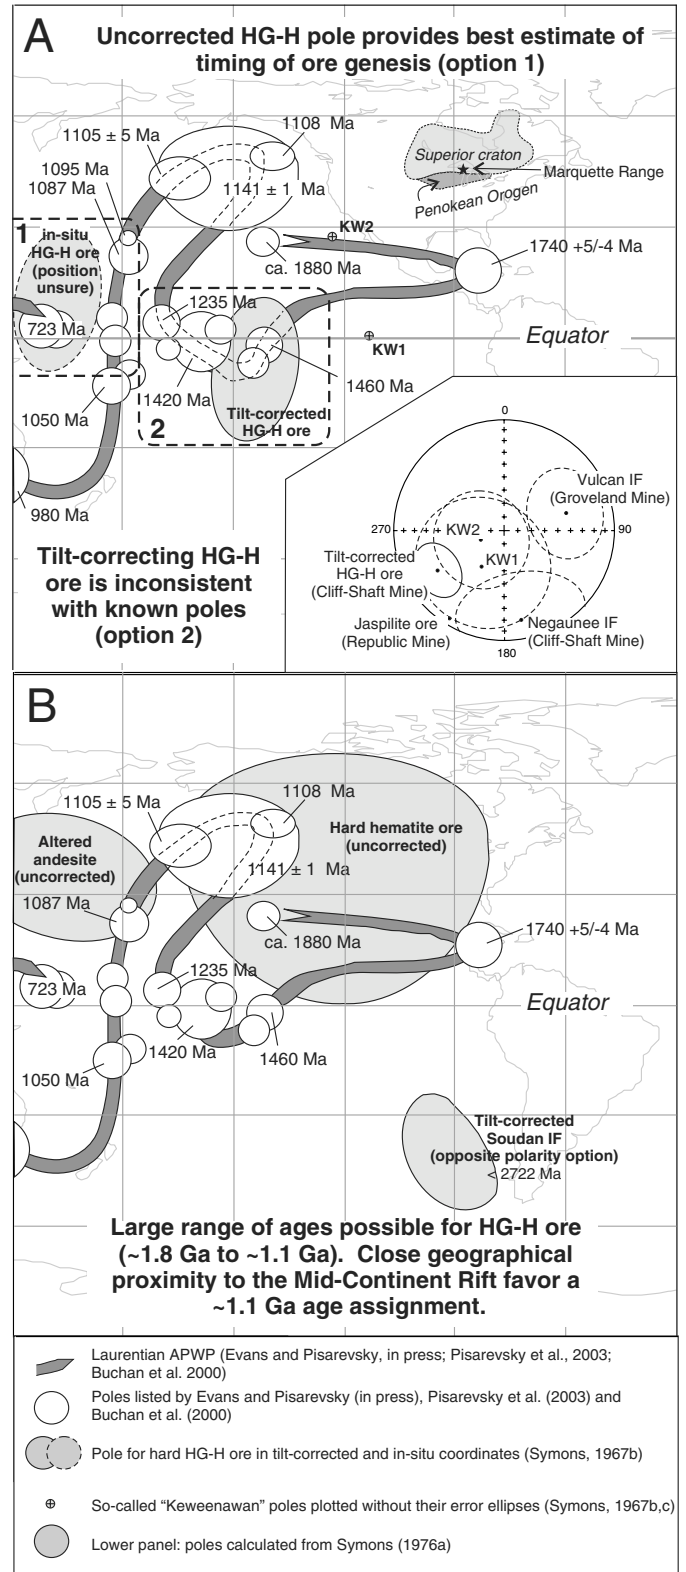 A
Uncorrected HG-H pole provides best estimate of
timing of ore genesis (option 1)
1108 Ma
1105 ± 5 Ma
1095 Ma
1087 Ma
1141 ± 1 Ma
Superior craton
Marquette Range
Penokean Orogen
1
in-situ
HG-H ore
(position
unsure)
KW2
ca. 1880 Ma
1740 +5/-4 Ma
723 Ma
1235 Ma
Equator
KW1
1460 Ma
1420 Ma
1050 Ma
2
Tilt-corrected
HG-H ore
980 Ma
Tilt-correcting HG-H
ore is inconsistent
with known poles
(option 2)
0
Vulcan IF
(Groveland Mine)
270
KW2
90
Tilt-corrected
HG-H ore
(Cliff-Shaft Mine)
KW1
Jaspilite ore
(Republic Mine)
Negaunee IF
(Cliff-Shaft Mine)
180
B
1108 Ma
1105 ± 5 Ma
Hard hematite ore
(uncorrected)
Altered
andesite
(uncorrected)
1141 ± 1 Ma
1087 Ma
ca. 1880 Ma
1740 +5/-4 Ma
723 Ma
1235 Ma
Equator
1420 Ma
1460 Ma
1050 Ma
Tilt-corrected
Soudan IF
(opposite polarity option)
< 2722 Ma
Large range of ages possible for HG-H ore
(~1.8 Ga to ~1.1 Ga). Close geographical
proximity to the Mid-Continent Rift favor a
~1.1 Ga age assignment.
Laurentian APWP (Evans and Pisarevsky, in press; Pisarevsky et al., 2003;
Buchan et al. 2000)
Poles listed by Evans and Pisarevsky (in press), Pisarevsky et al. (2003) and
Buchan et al. (2000)
Pole for hard HG-H ore in tilt-corrected and in-situ coordinates (Symons, 1967b)
So-called “Keweenawan” poles plotted without their error ellipses (Symons, 1967b,c)
Lower panel: poles calculated from Symons (1976a)